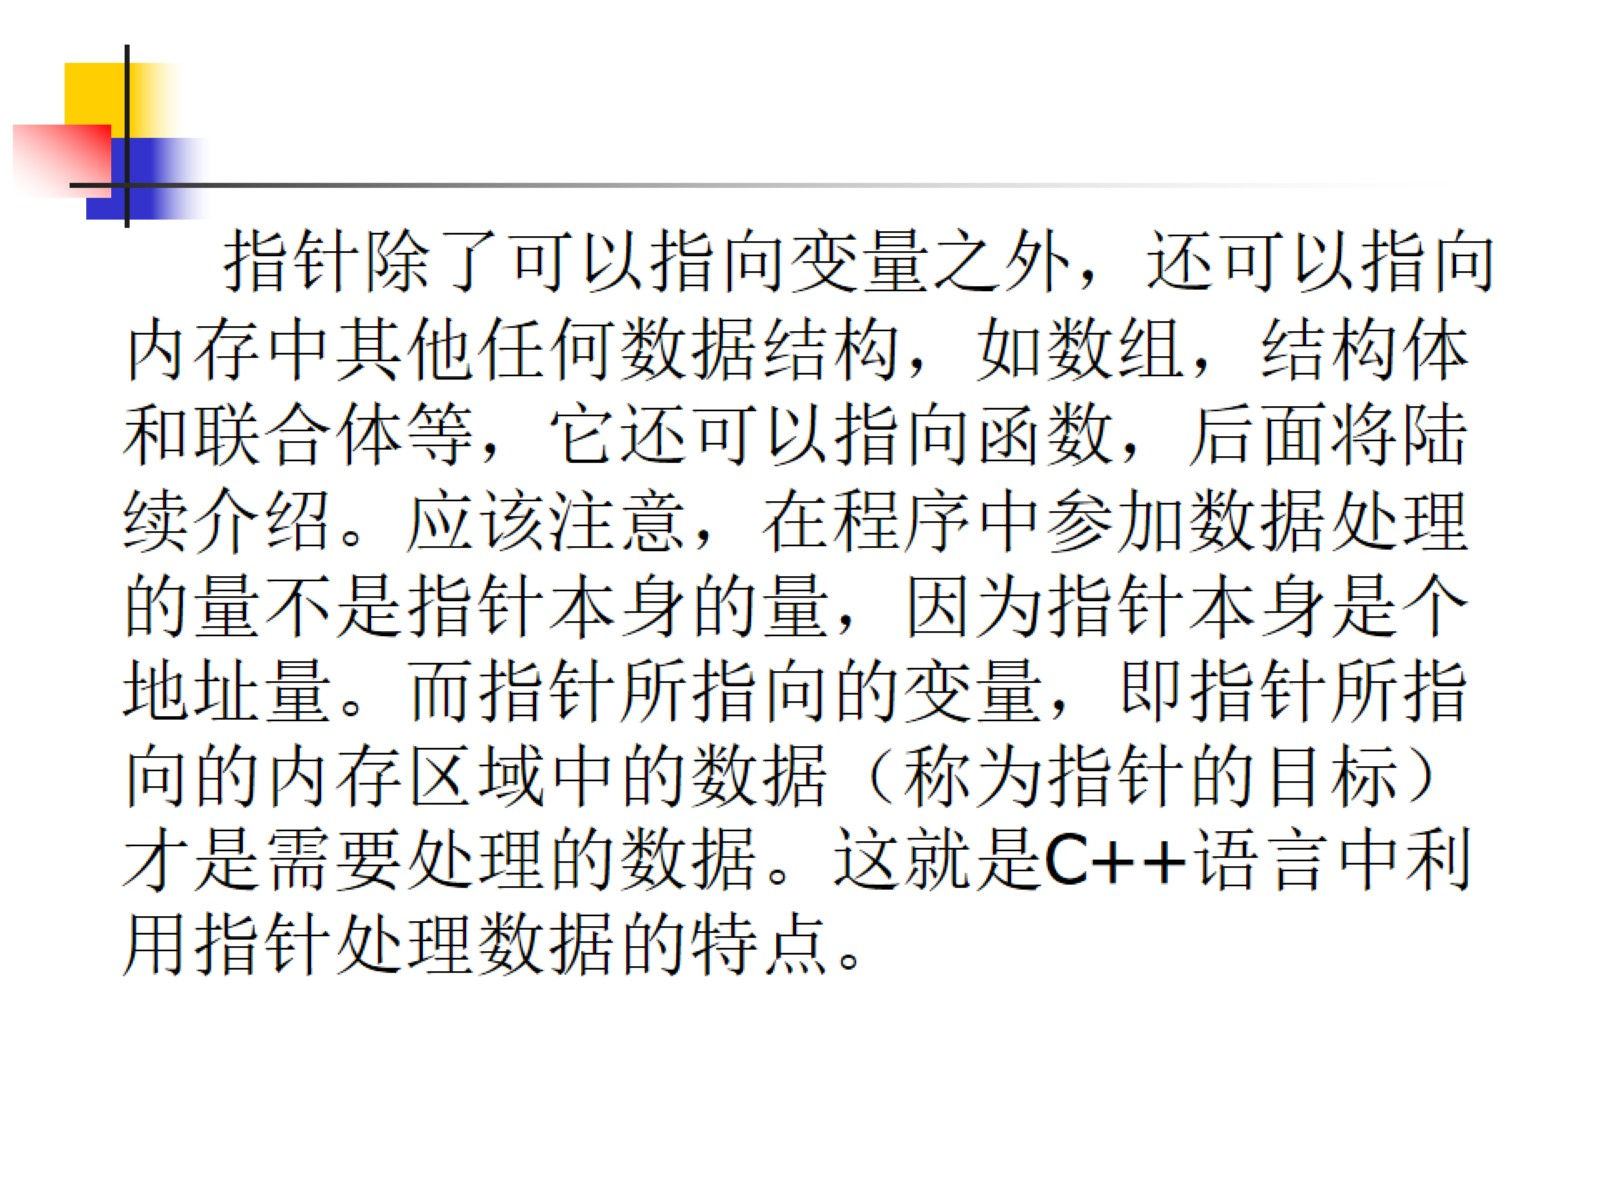 指针除了可以指向变量之外，还可以指向
内存中其他任何数据结构，如数组，结构体
和联合体等，它还可以指向函数，后面将陆
续介绍。应该注意，在程序中参加数据处理
的量不是指针本身的量，因为指针本身是个
地址量。而指针所指向的变量，即指针所指
向的内存区域中的数据（称为指针的目标）
才是需要处理的数据。这就是C++语言中利
用指针处理数据的特点。